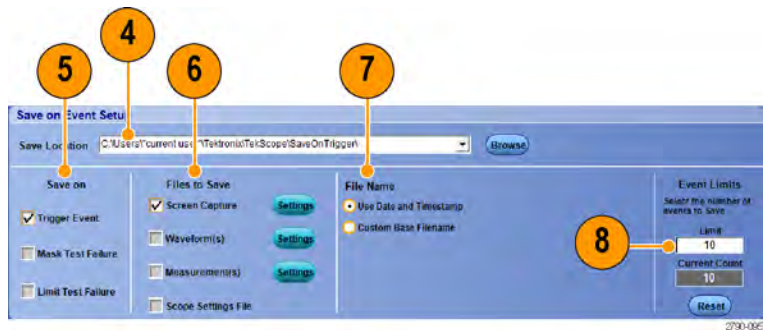 4
5
6
7
Save on Event Setup
Save Location C:\Users\"current user"\Tektronix\TekScope\SaveOnTrigger\ Browse
Save on
Trigger Event
Mask Test Failure
Limit Test Failure
Files to Save
Screen Capture Settings
Waveform(s) Settings
Measurement(s) Settings
Scope Settings File
File Name
Use Date and Timestamp
Custom Base Filename
8
Event Limits
Select the number of
events to Save
Limit
10
Current Count
10
Reset
2790-095